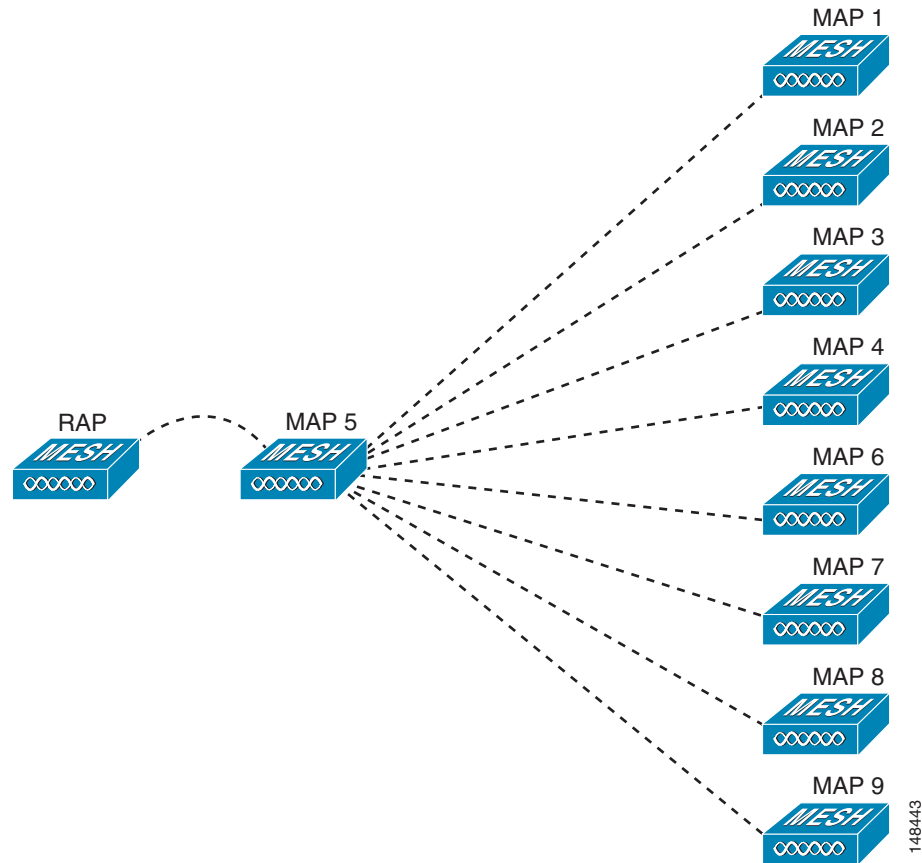 MAP 1
MESH
MAP 2
MESH
MAP 3
MESH
MAP 4
MESH
RAP
MESH
MAP 5
MESH
MAP 6
MESH
MAP 7
MESH
MAP 8
MESH
MAP 9
MESH
148443